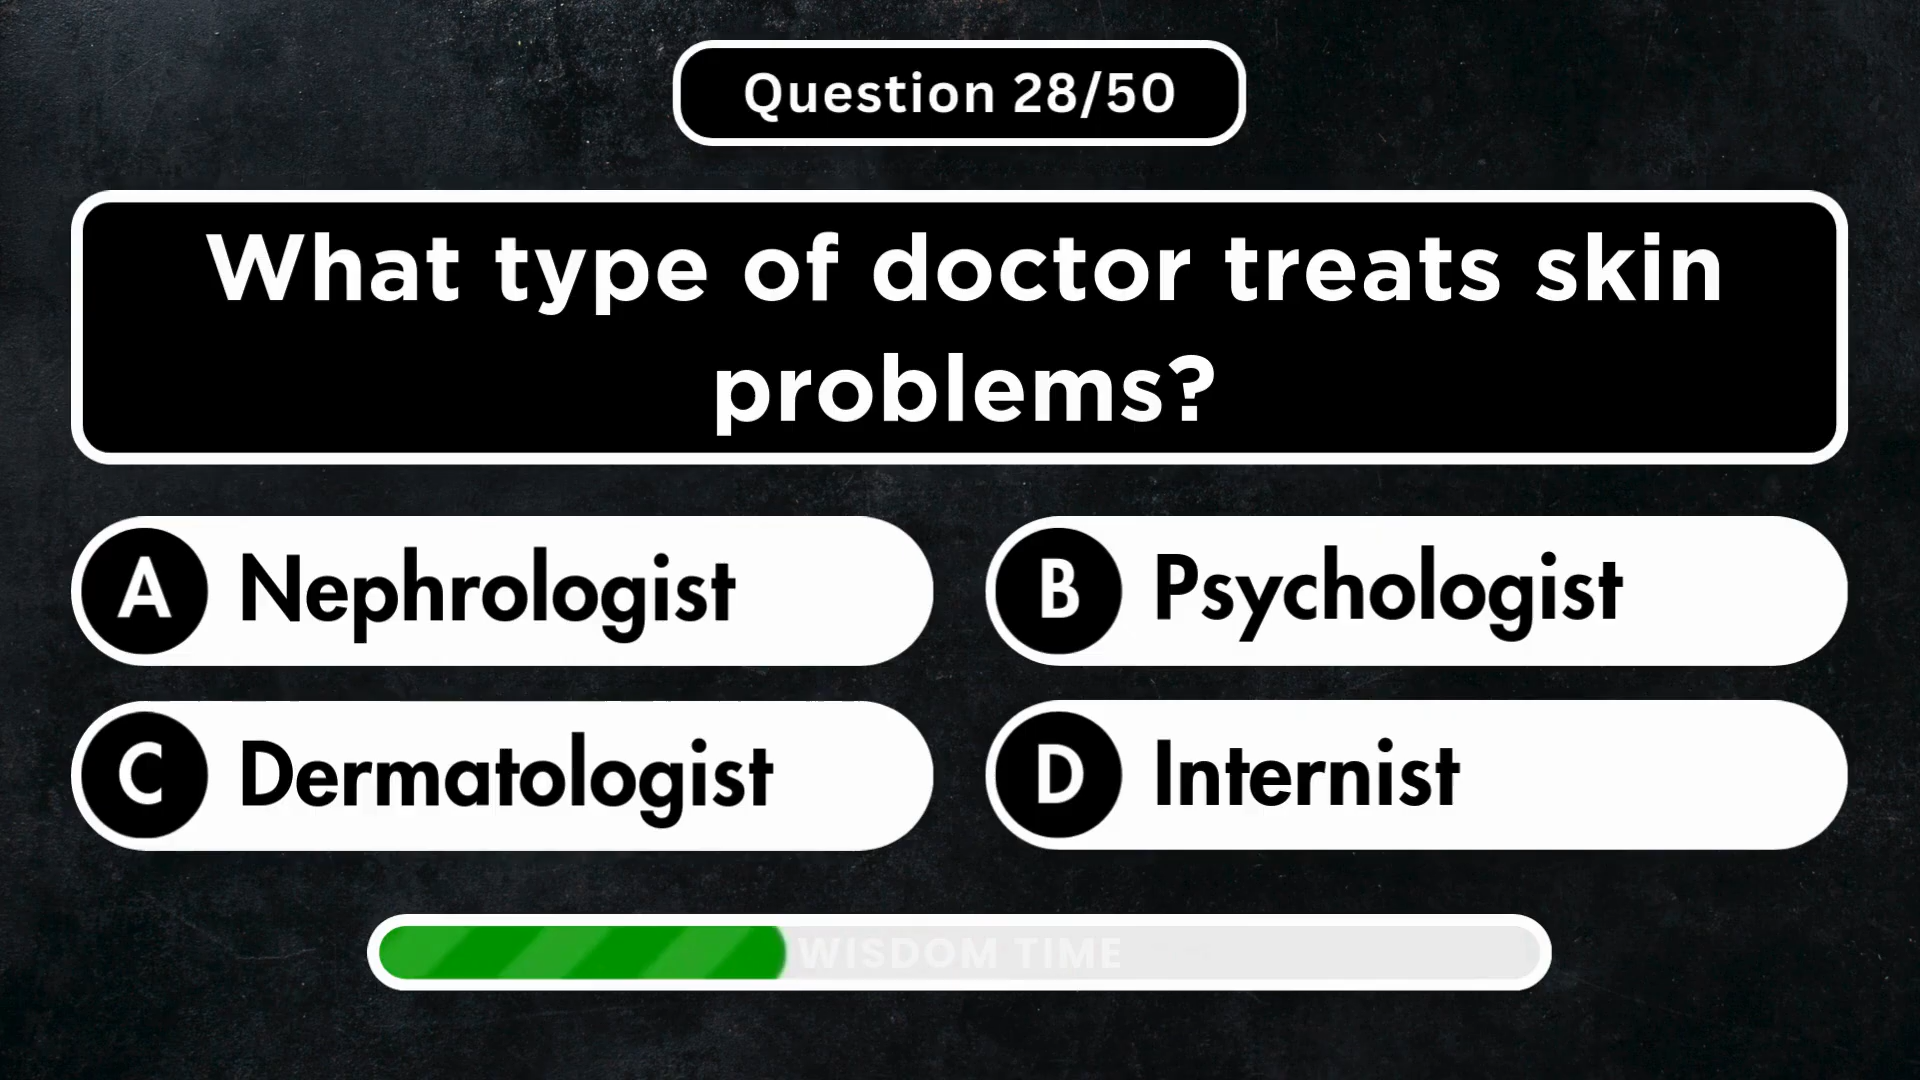 Question 28/50
What type of doctor treats skin
problems?
A Nephrologist
B Psychologist
C Dermatologist
D Internist
WISDOM TIME